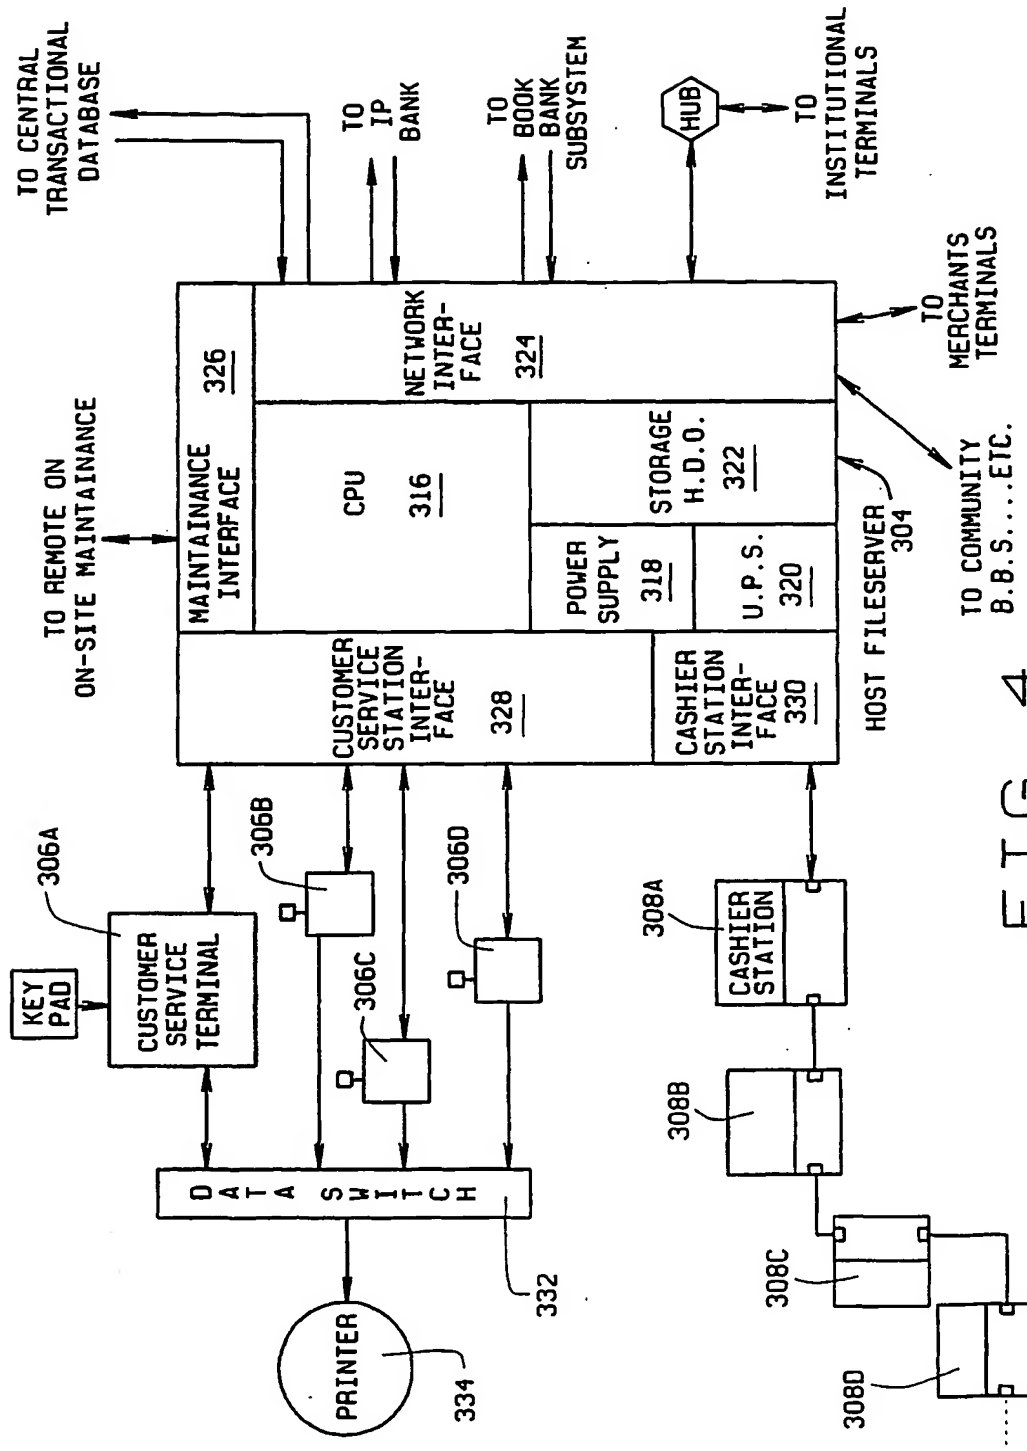 TO CENTRAL
TRANSACTIONAL
DATABASE
TO
IP
BANK
TO
BOOK
BANK
SUBSYSTEM
HUB
TO
INSTITUTIONAL
TERMINALS
TO REMOTE ON
ON-SITE MAINTAINANCE
MAINTAINANCE
INTERFACE
326
NETWORK
INTER-
FACE
324
CPU
316
STORAGE
H.D.O.
322
POWER
SUPPLY
318
U.P.S.
320
CUSTOMER
SERVICE
STATION
INTER-
FACE
328
CASHIER
STATION
INTER-
FACE
330
TO
MERCHANTS
TERMINALS
TO COMMUNITY
B.B.S....ETC.
HOST FILESERVER
304
KEY
PAD
306A
CUSTOMER
SERVICE
TERMINAL
306B
306C
306D
DATA SWITCH
332
PRINTER
334
308A
CASHIER
STATION
308B
308C
308D
FIG 4